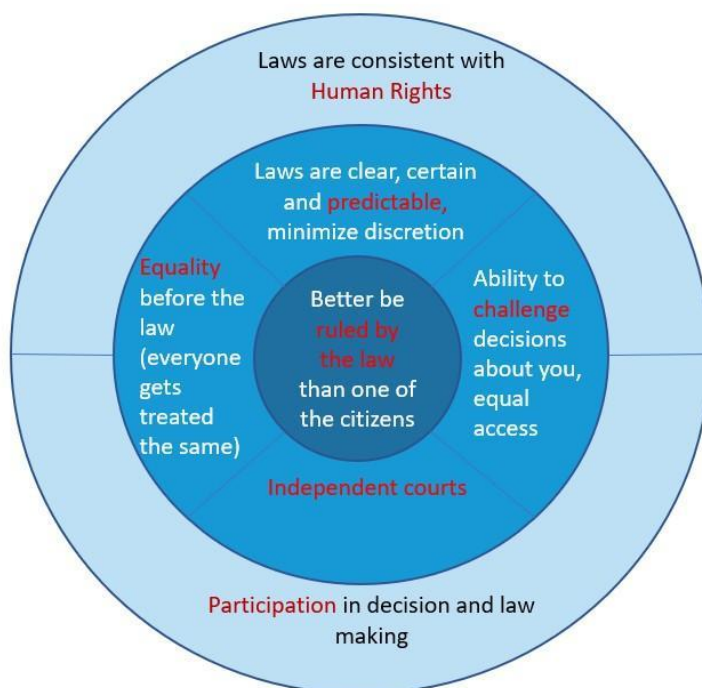 Laws are consistent with
Human Rights
Laws are clear, certain
and predictable,
minimize discretion
Equality
before the
law
(everyone
gets
treated
the same)
Better be
ruled by
the law
than one of
the citizens
Ability to
challenge
decisions
about you,
equal
access
Independent courts
Participation in decision and law
making